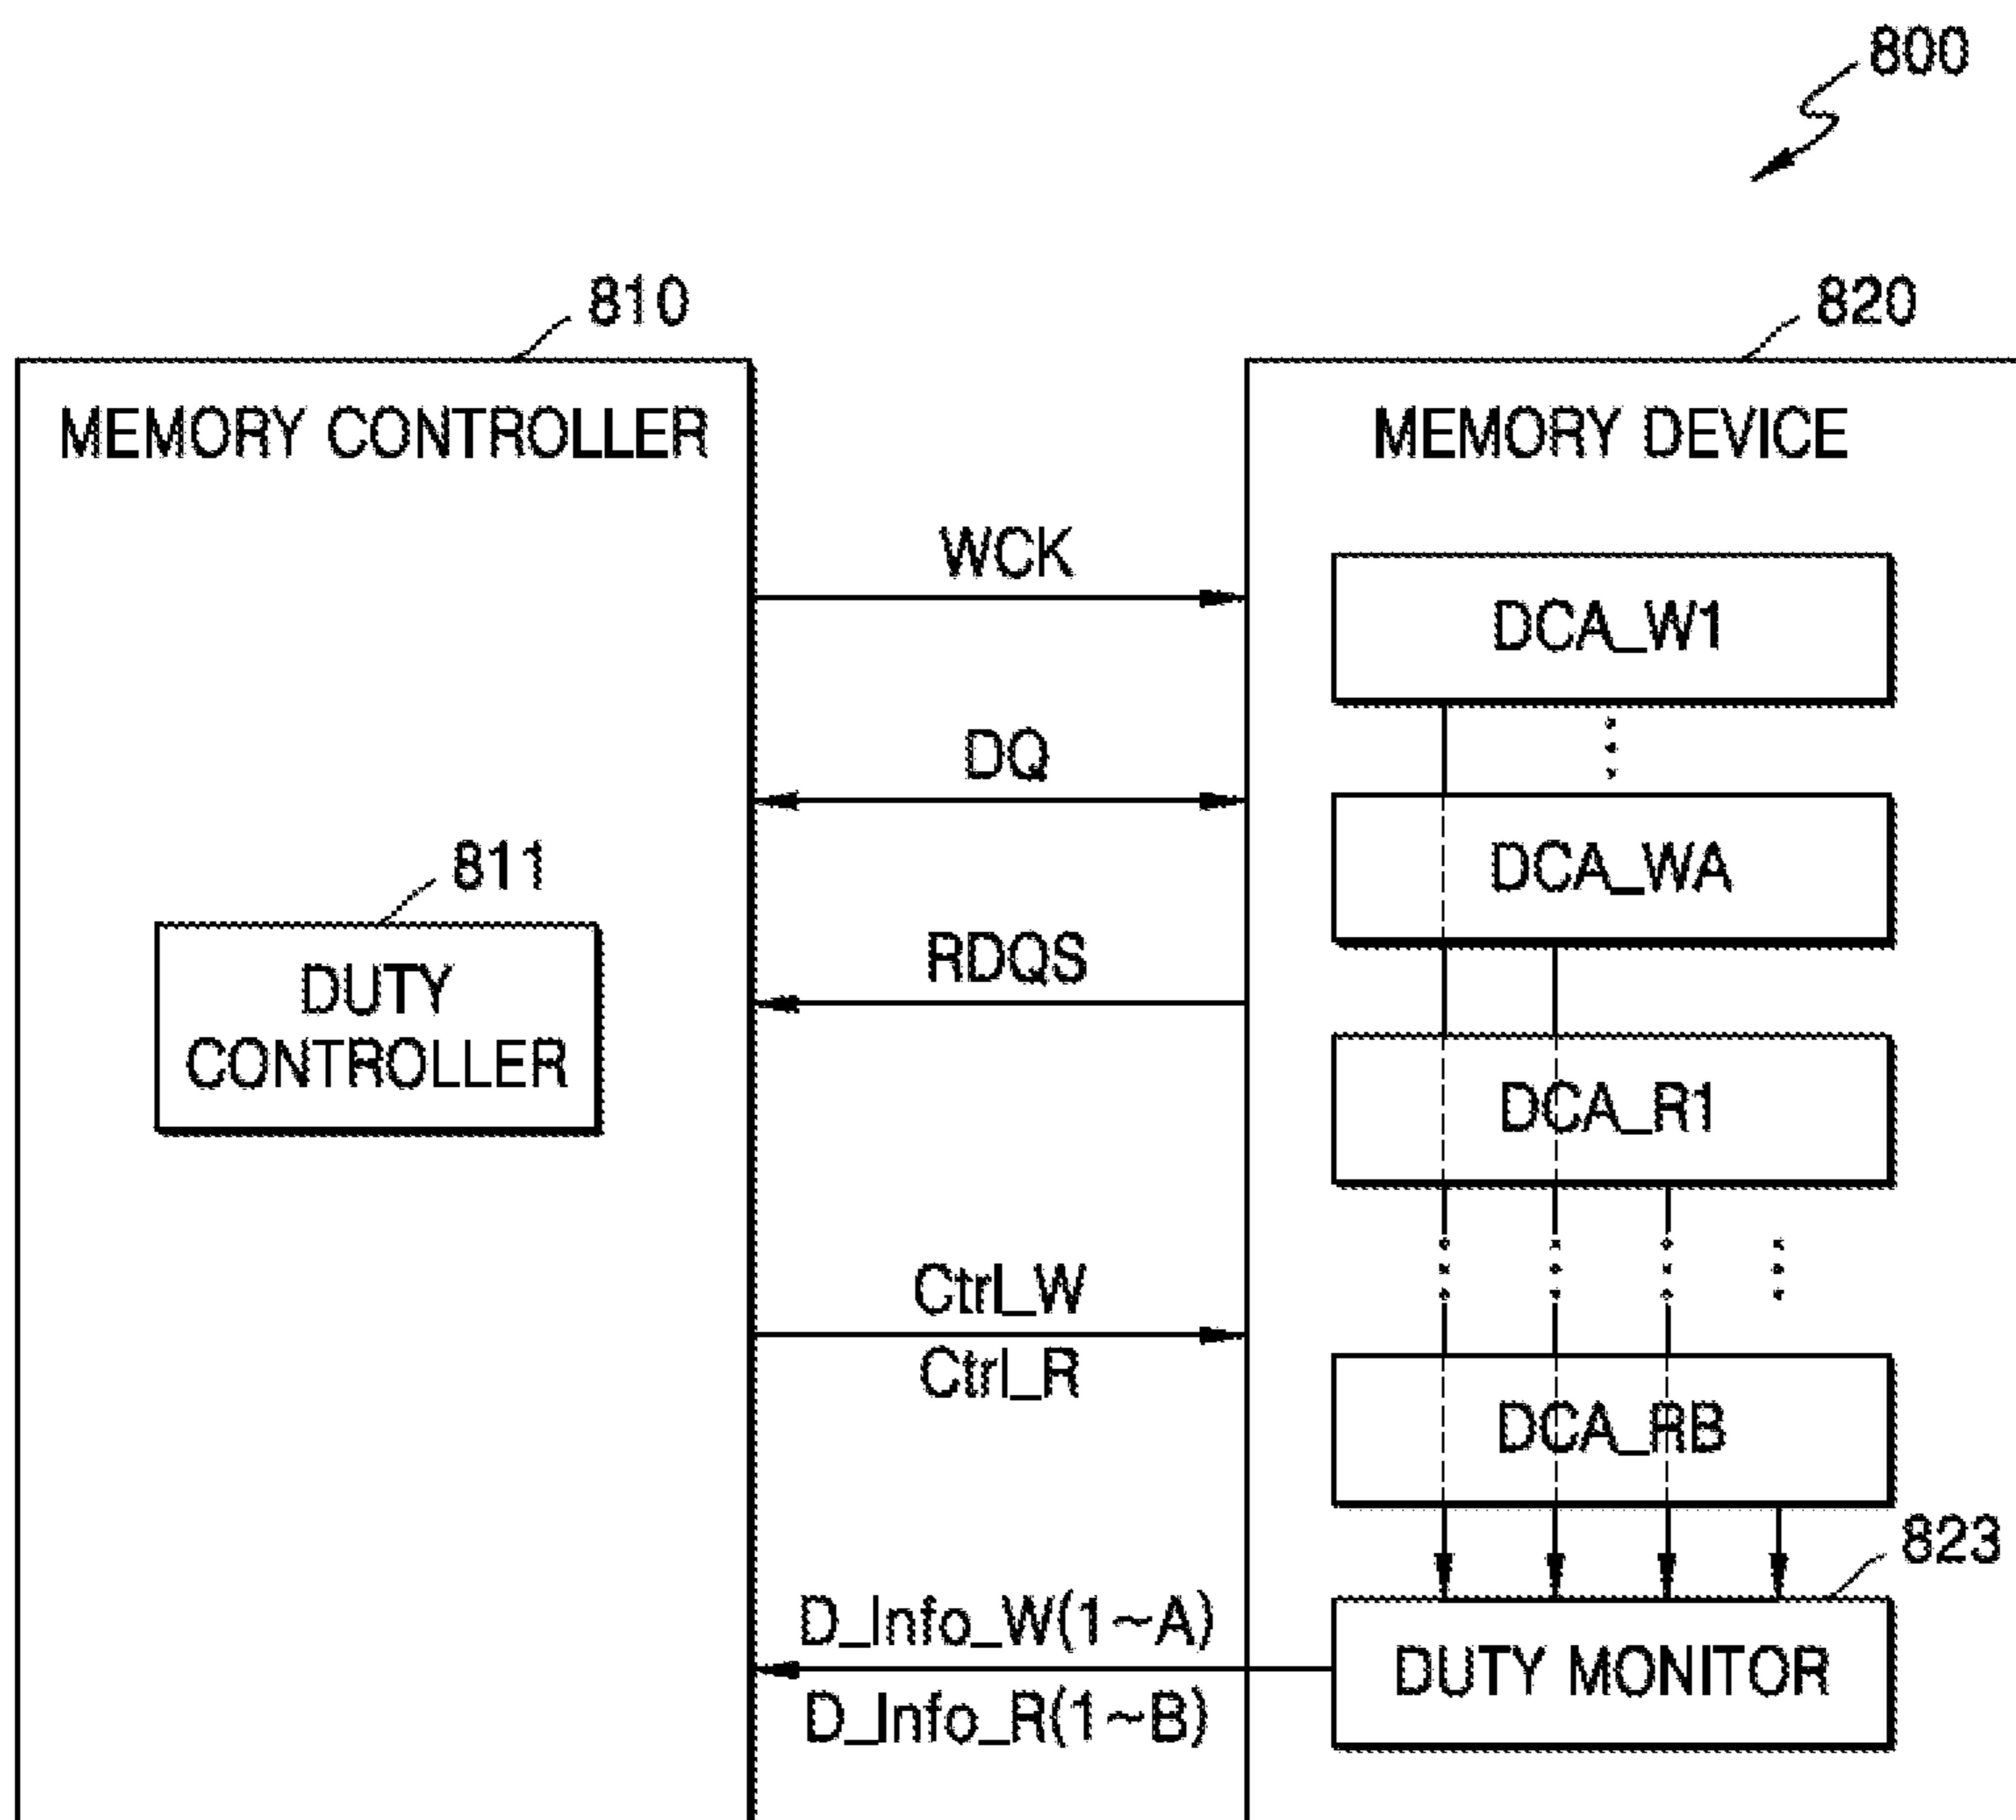 800
810
820
MEMORY CONTROLLER
MEMORY DEVICE
WCK
DCA_W1
DQ
DCA_WA
811
DUTY
CONTROLLER
RDQS
DCA_R1
Ctrl_W
Ctrl_R
DCA_RB
823
D_Info_W(1~A)
D_Info_R(1~B)
DUTY MONITOR